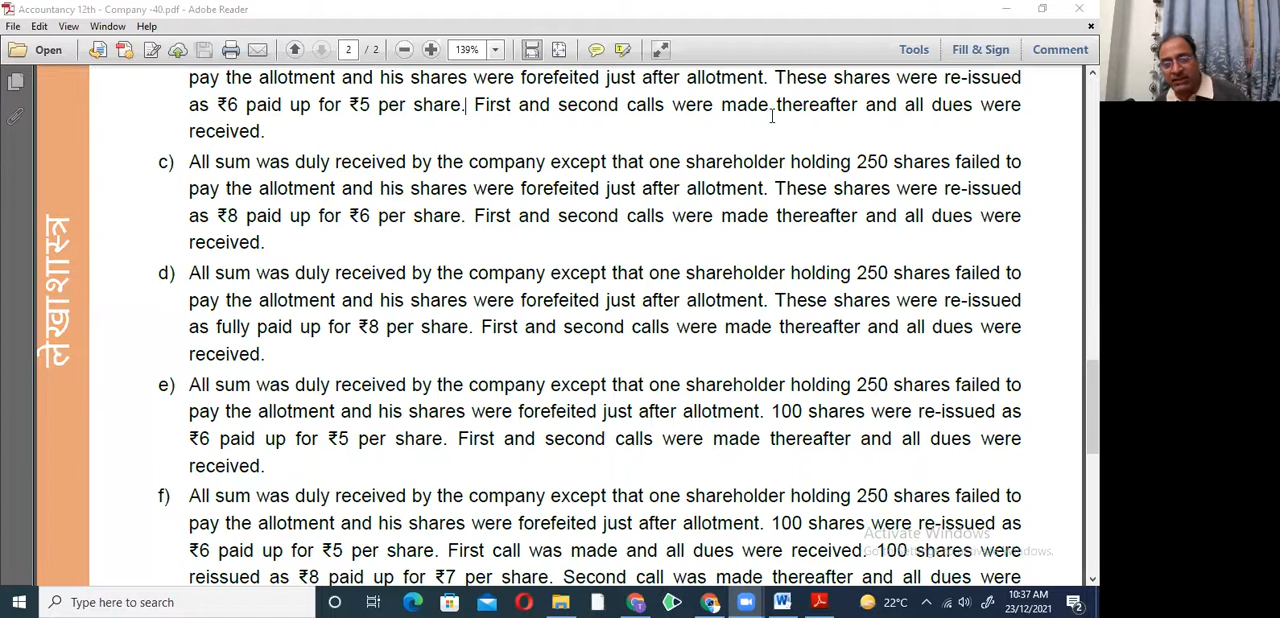 Accountancy 12th - Company -40.pdf - Adobe Reader
File Edit View Window Help
Open 2 / 2 139% Tools Fill & Sign Comment
pay the allotment and his shares were forefeited just after allotment. These shares were re-issued
as ₹6 paid up for ₹5 per share. First and second calls were made thereafter and all dues were
received.
c) All sum was duly received by the company except that one shareholder holding 250 shares failed to
pay the allotment and his shares were forefeited just after allotment. These shares were re-issued
as ₹8 paid up for ₹6 per share. First and second calls were made thereafter and all dues were
received.
d) All sum was duly received by the company except that one shareholder holding 250 shares failed to
pay the allotment and his shares were forefeited just after allotment. These shares were re-issued
as fully paid up for ₹8 per share. First and second calls were made thereafter and all dues were
received.
e) All sum was duly received by the company except that one shareholder holding 250 shares failed to
pay the allotment and his shares were forefeited just after allotment. 100 shares were re-issued as
₹6 paid up for ₹5 per share. First and second calls were made thereafter and all dues were
received.
f) All sum was duly received by the company except that one shareholder holding 250 shares failed to
pay the allotment and his shares were forefeited just after allotment. 100 shares were re-issued as
₹6 paid up for ₹5 per share. First call was made and all dues were received. 100 shares were
reissued as ₹8 paid up for ₹7 per share. Second call was made thereafter and all dues were
लेखाशास्त्र
Activate Windows
Type here to search
22°C
10:37 AM
23/12/2021
2